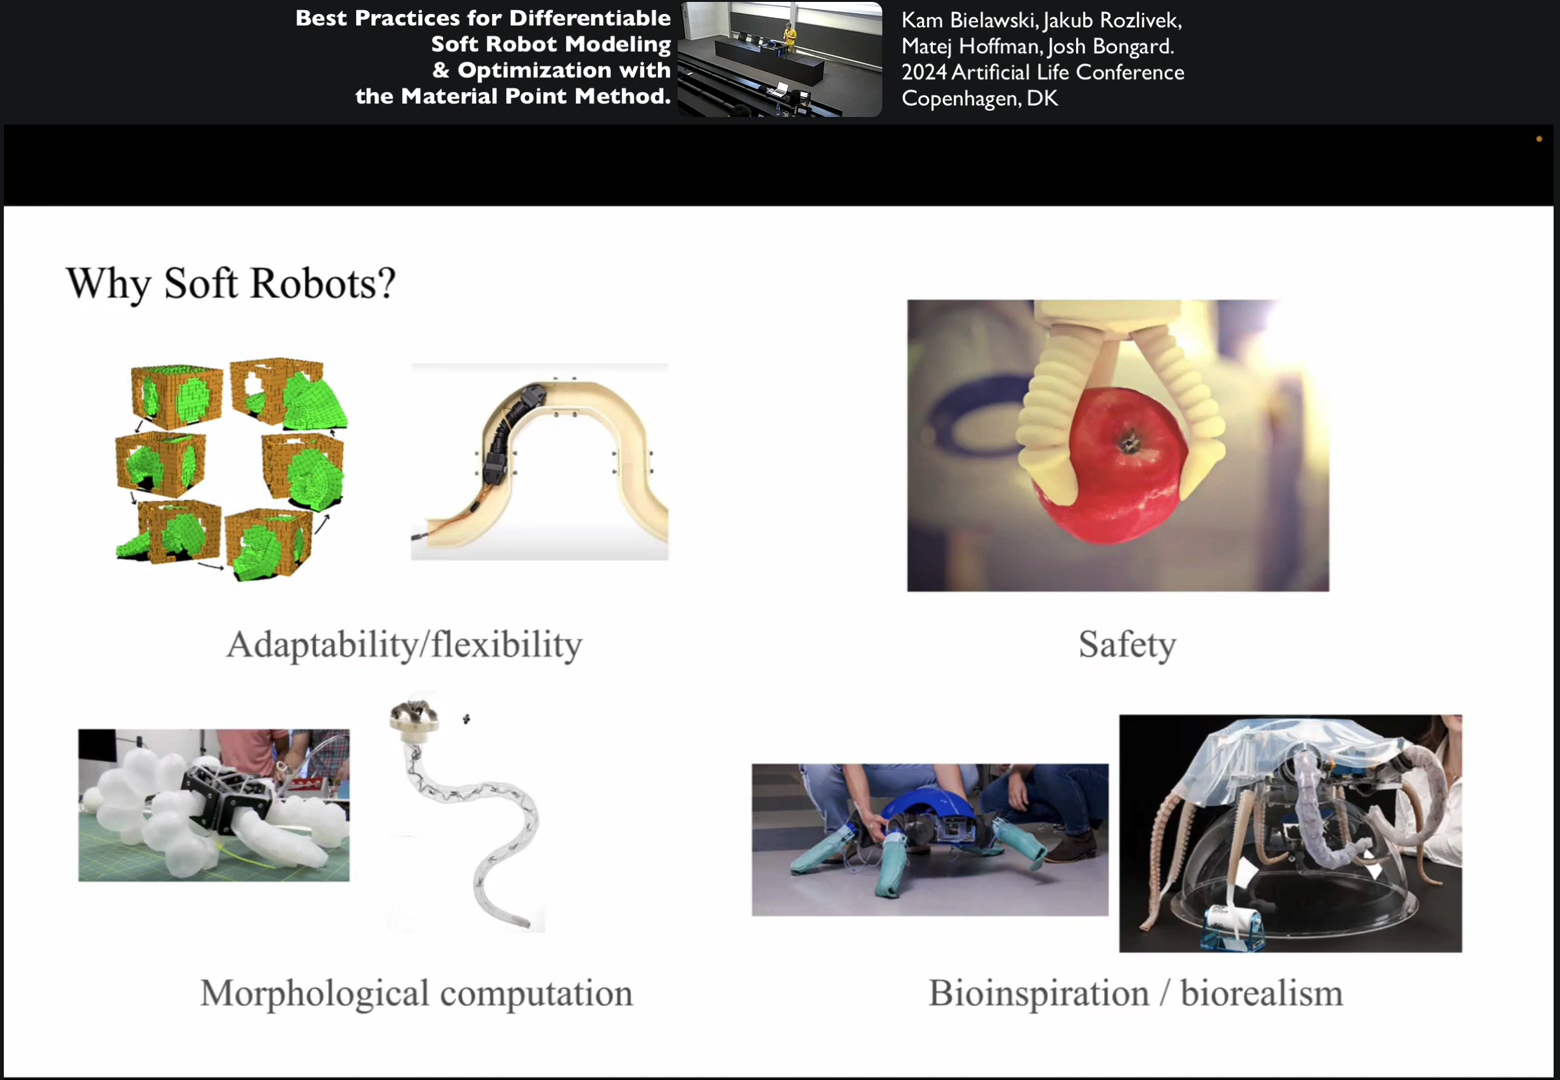 Best Practices for Differentiable
Soft Robot Modeling
& Optimization with
the Material Point Method.
Kam Bielawski, Jakub Rozlivek,
Matej Hoffman, Josh Bongard.
2024 Artificial Life Conference
Copenhagen, DK
Why Soft Robots?
Adaptability/flexibility
Safety
Morphological computation
Bioinspiration / biorealism